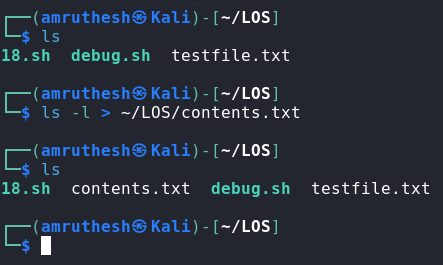 ┌──(amruthesh㉿Kali)-[~/LOS]
└─$ ls
18.sh debug.sh testfile.txt
┌──(amruthesh㉿Kali)-[~/LOS]
└─$ ls -l > ~/LOS/contents.txt
┌──(amruthesh㉿Kali)-[~/LOS]
└─$ ls
18.sh contents.txt debug.sh testfile.txt
┌──(amruthesh㉿Kali)-[~/LOS]
└─$